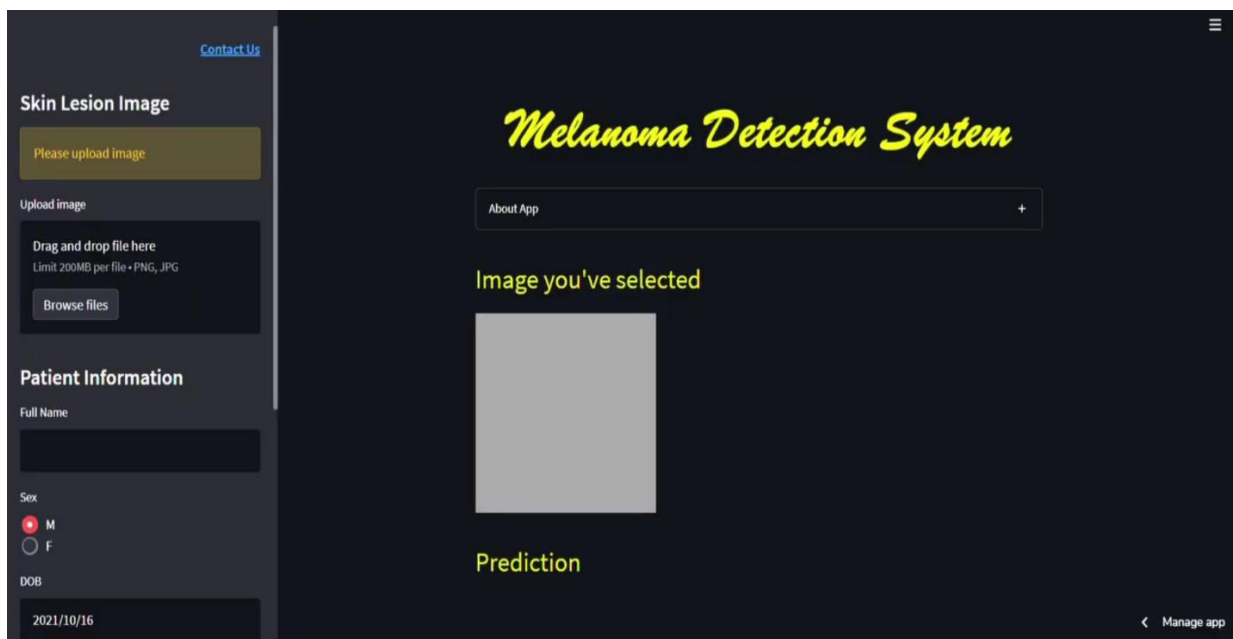 Contact Us
Skin Lesion Image
Please upload image
Upload image
Drag and drop file here
Limit 200MB per file • PNG, JPG
Browse files
Patient Information
Full Name
Sex
M
F
DOB
2021/10/16
Melanoma Detection System
About App
Image you've selected
Prediction
Manage app